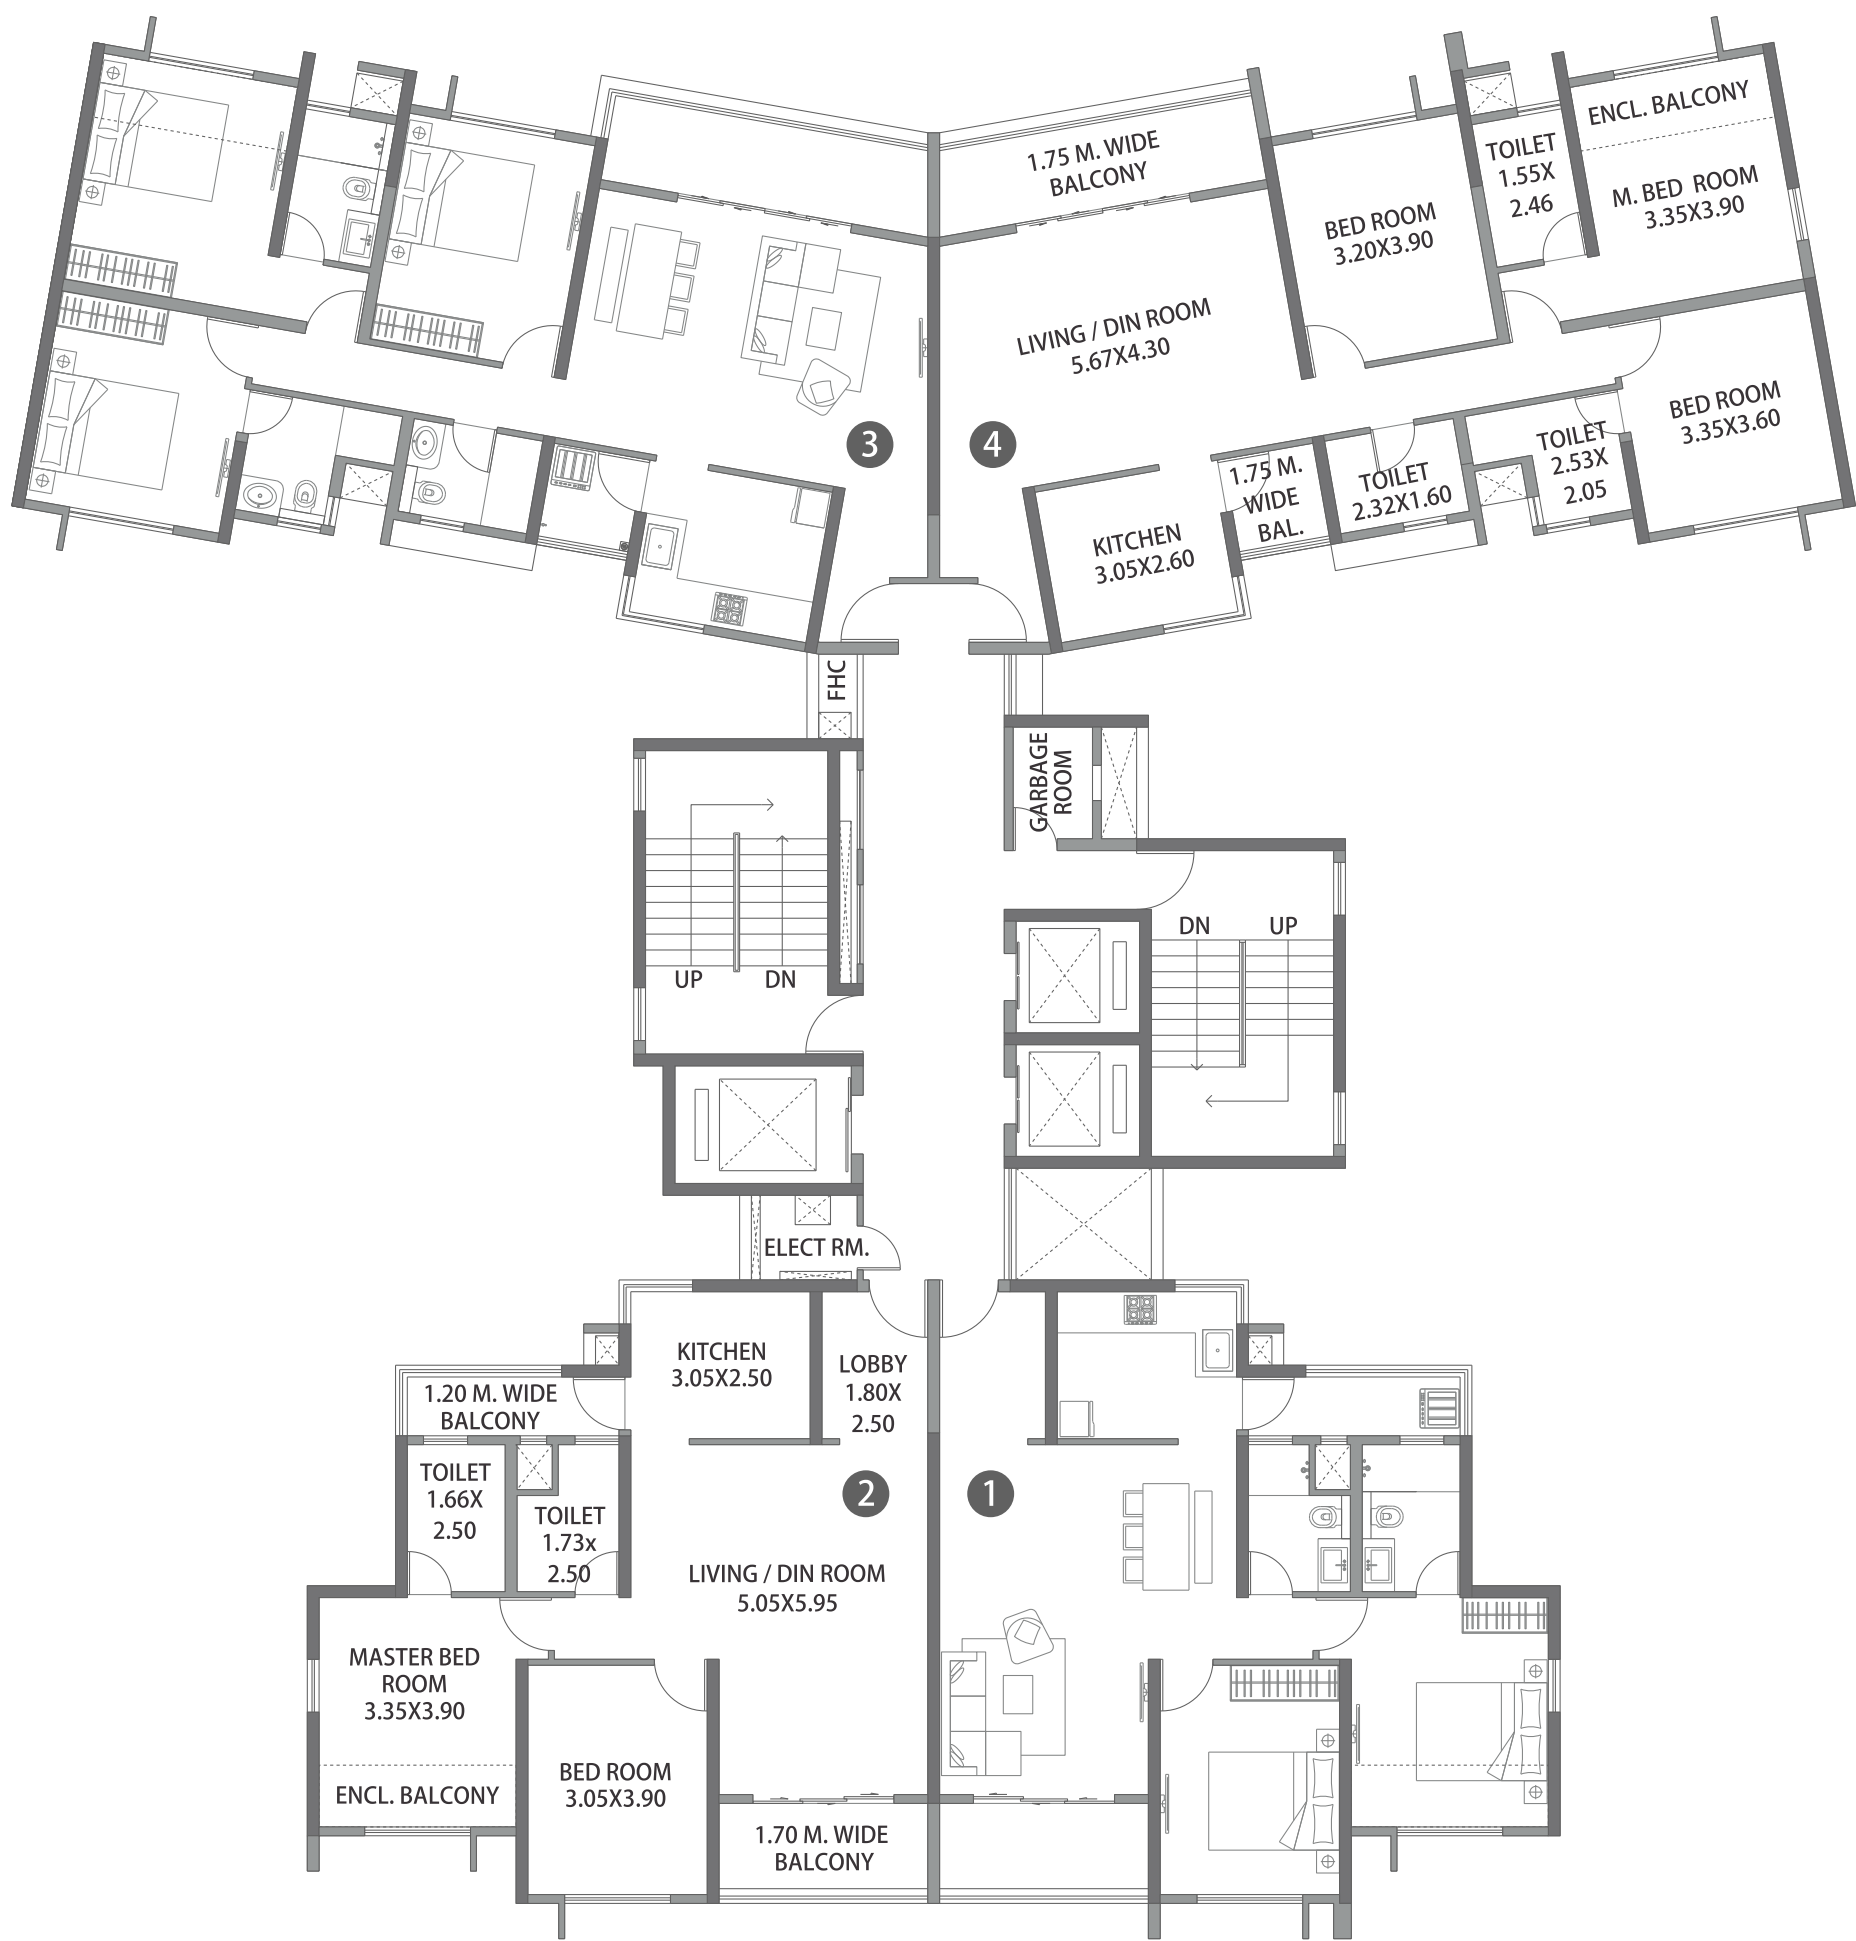 ENCL. BALCONY
1.75 M. WIDE
BALCONY
TOILET
1.55X
2.46
M. BED ROOM
3.35X3.90
BED ROOM
3.20X3.90
LIVING / DIN ROOM
5.67X4.30
BED ROOM
3.35X3.60
3
4
TOILET
2.53X
2.05
1.75 M.
WIDE
BAL.
TOILET
2.32X1.60
KITCHEN
3.05X2.60
FHC
GARBAGE
ROOM
DN
UP
UP
DN
ELECT RM.
KITCHEN
3.05X2.50
LOBBY
1.80X
2.50
1.20 M. WIDE
BALCONY
TOILET
1.66X
2.50
TOILET
1.73x
2.50
2
1
LIVING / DIN ROOM
5.05X5.95
MASTER BED
ROOM
3.35X3.90
BED ROOM
3.05X3.90
ENCL. BALCONY
1.70 M. WIDE
BALCONY